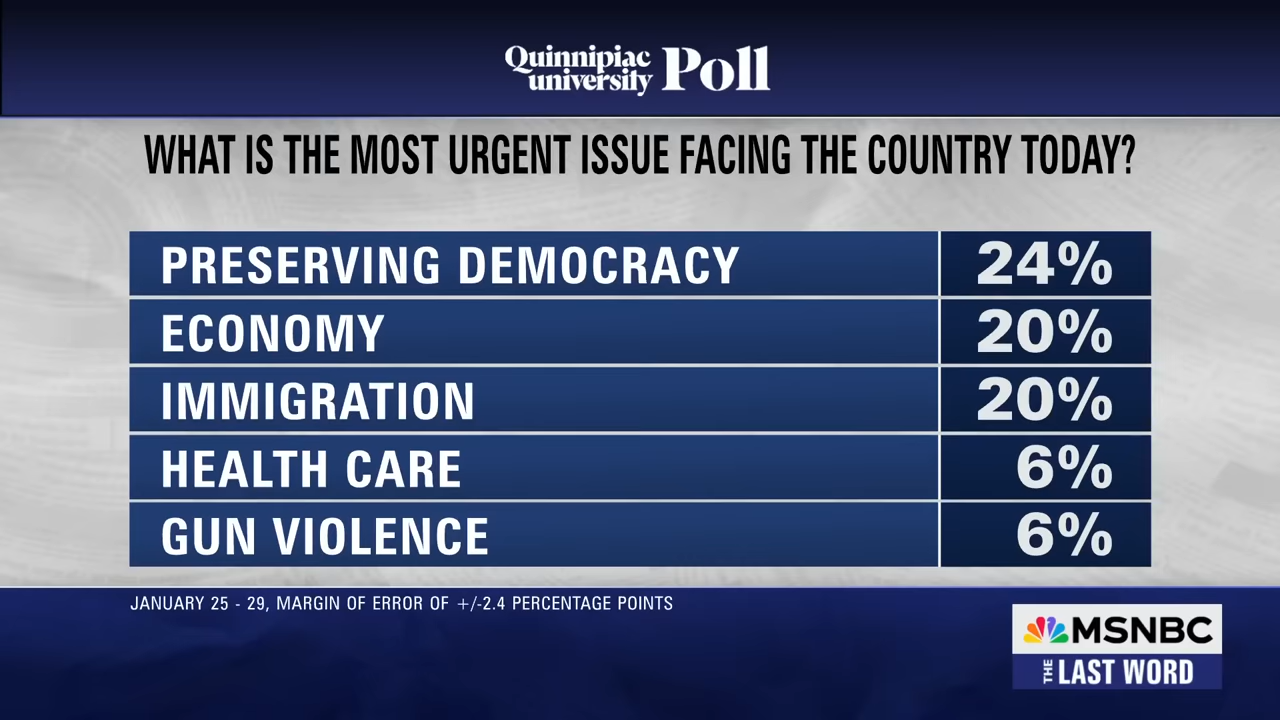 Quinnipiac
university Poll
WHAT IS THE MOST URGENT ISSUE FACING THE COUNTRY TODAY?
PRESERVING DEMOCRACY 24%
ECONOMY 20%
IMMIGRATION 20%
HEALTH CARE 6%
GUN VIOLENCE 6%
JANUARY 25 - 29, MARGIN OF ERROR OF +/-2.4 PERCENTAGE POINTS
MSNBC
THE LAST WORD